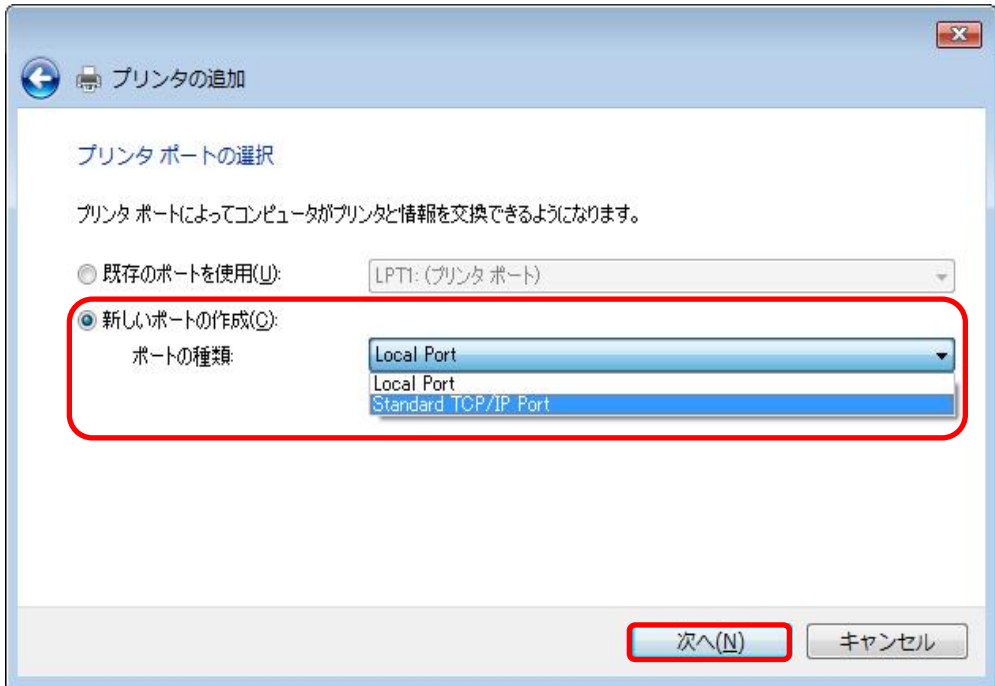 プリンタの追加
プリンタ ポートの選択
プリンタ ポートによってコンピュータがプリンタと情報を交換できるようになります。
既存のポートを使用(U): LPT1: (プリンタ ポート)
新しいポートの作成(C):
ポートの種類: Local Port
Local Port
Standard TCP/IP Port
次へ(N) キャンセル